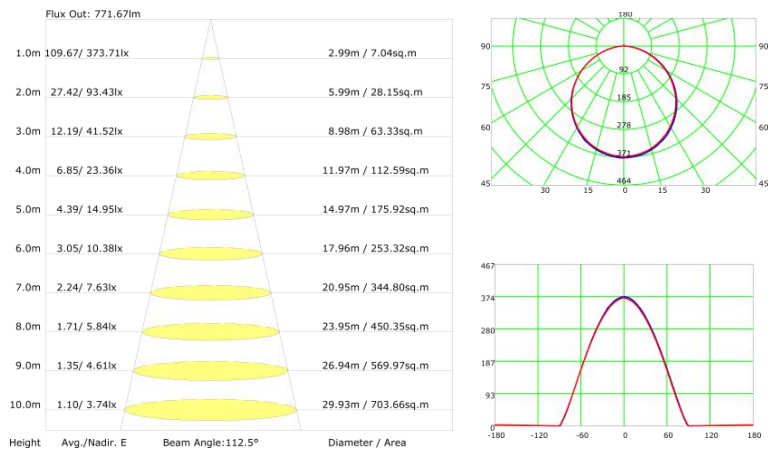 Flux Out: 771.67lm
1.0m 109.67/ 373.71lx 2.99m / 7.04sq.m
2.0m 27.42/ 93.43lx 5.99m / 28.15sq.m
3.0m 12.19/ 41.52lx 8.98m / 63.33sq.m
4.0m 6.85/ 23.36lx 11.97m / 112.59sq.m
5.0m 4.39/ 14.95lx 14.97m / 175.92sq.m
6.0m 3.05/ 10.38lx 17.96m / 253.32sq.m
7.0m 2.24/ 7.63lx 20.95m / 344.80sq.m
8.0m 1.71/ 5.84lx 23.95m / 450.35sq.m
9.0m 1.35/ 4.61lx 26.94m / 569.97sq.m
10.0m 1.10/ 3.74lx 29.93m / 703.66sq.m
Height Avg./Nadir. E Beam Angle:112.5° Diameter / Area
180
90 90
92
75 75
185
60 60
278
371
45 464 45
30 15 0 15 30
467
374
280
187
93
-180 -120 -60 0 60 120 180